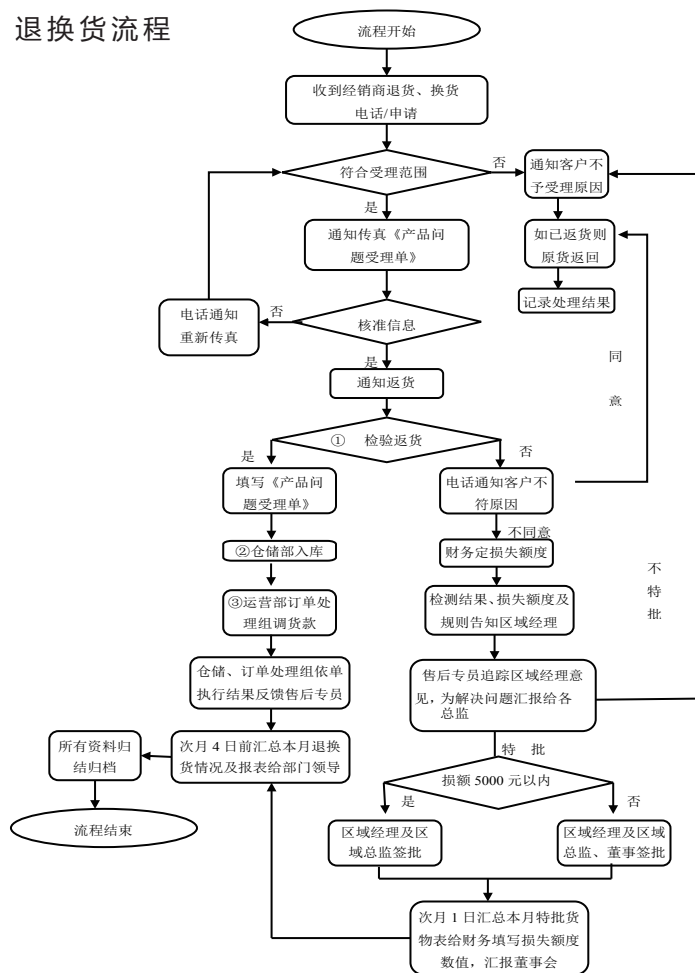 退换货流程
流程开始
收到经销商退货、换货
电话/申请
符合受理范围
否
通知客户不
予受理原因
是
通知传真《产品问
题受理单》
如已返货则
原货返回
记录处理结果
电话通知
重新传真
否
核准信息
同
意
是
通知返货
① 检验返货
是
否
填写《产品问
题受理单》
电话通知客户不
符原因
不同意
②仓储部入库
财务定损失额度
不
特
批
③运营部订单处
理组调货款
检测结果、损失额度及
规则告知区域经理
仓储、订单处理组依单
执行结果反馈售后专员
售后专员追踪区域经理意
见，为解决问题汇报给各
总监
所有资料归
结归档
次月 4 日前汇总本月退换
货情况及报表给部门领导
特 批
损额 5000 元以内
是
否
流程结束
区域经理及区
域总监签批
区域经理及区域
总监、董事签批
次月 1 日汇总本月特批货
物表给财务填写损失额度
数值，汇报董事会